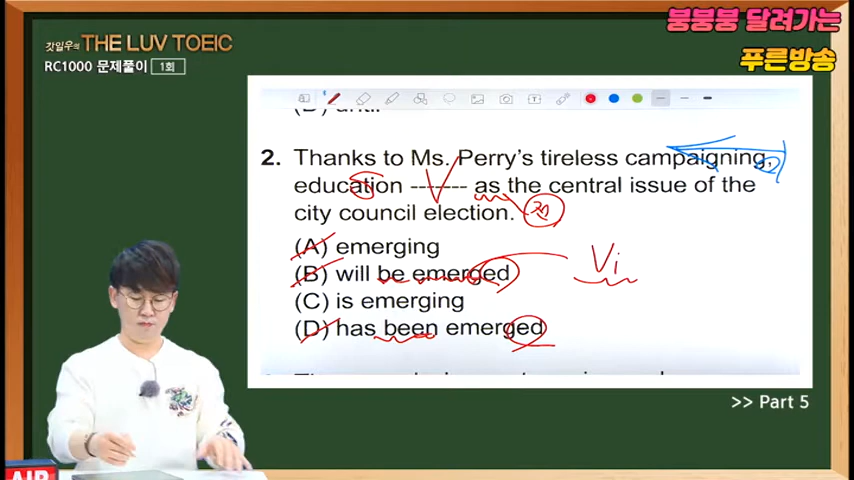 붕붕붕 달려가는
푸른방송
갓일우의 THE LUV TOEIC
RC1000 문제풀이 1회
2. Thanks to Ms. Perry's tireless campaigning,
education ------- as the central issue of the
city council election.
(A) emerging
(B) will be emerged
(C) is emerging
(D) has been emerged
V
S
전
Vi
>> Part 5
AIR